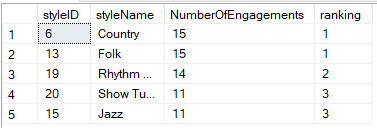 styleID styleName NumberOfEngagements ranking
1 6 Country 15 1
2 13 Folk 15 1
3 19 Rhythm ... 14 2
4 20 Show Tu... 11 3
5 15 Jazz 11 3